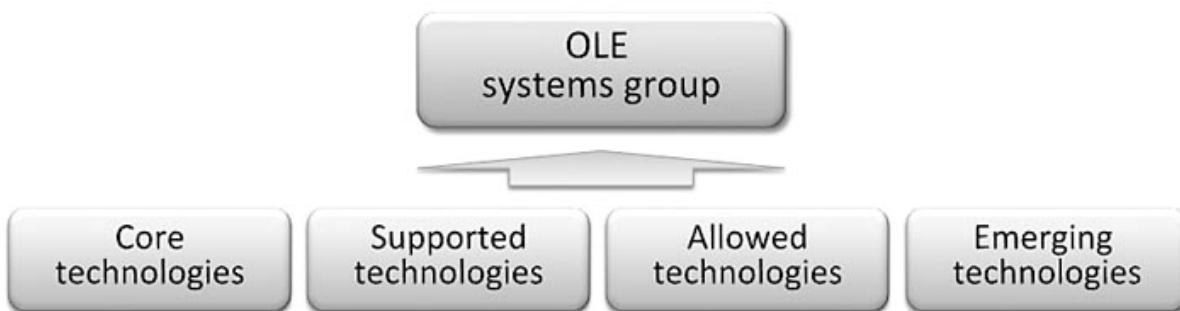 OLE
systems group
Core
technologies
Supported
technologies
Allowed
technologies
Emerging
technologies